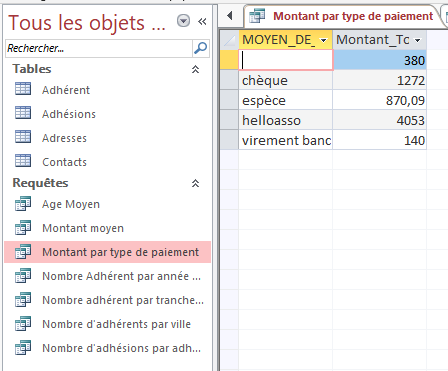 Tous les objets ...
Rechercher...
Tables
Adhérent
Adhésions
Adresses
Contacts
Requêtes
Age Moyen
Montant moyen
Montant par type de paiement
Nombre Adhérent par année ...
Nombre adhérent par tranche...
Nombre d'adhérents par ville
Nombre d'adhésions par adh...
Montant par type de paiement
MOYEN_DE_ Montant_Tc
380
chèque 1272
espèce 870,09
helloasso 4053
virement banc 140